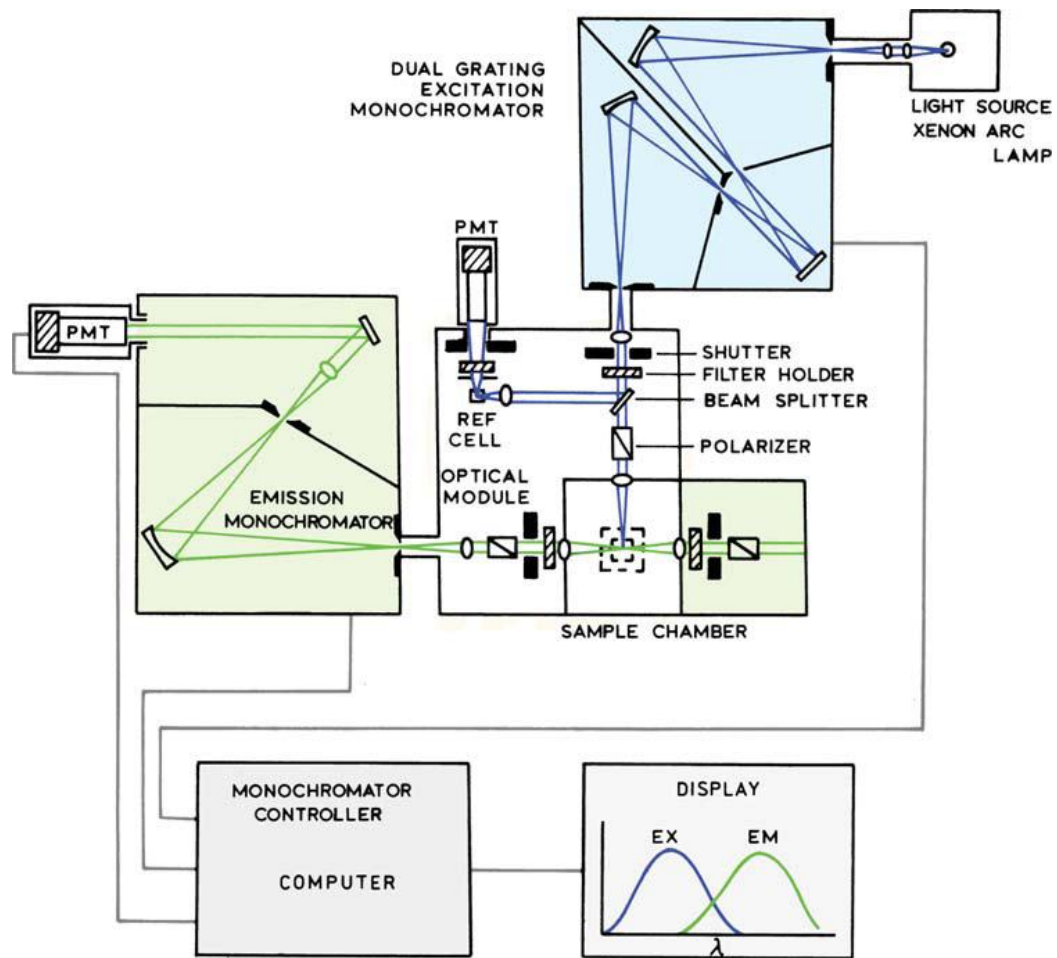 DUAL GRATING
EXCITATION
MONOCHROMATOR
LIGHT SOURCE
XENON ARC
LAMP
PMT
PMT
SHUTTER
FILTER HOLDER
BEAM SPLITTER
REF
CELL
POLARIZER
OPTICAL
MODULE
EMISSION
MONOCHROMATOR
SAMPLE CHAMBER
MONOCHROMATOR
CONTROLLER
COMPUTER
DISPLAY
EX
EM
λ